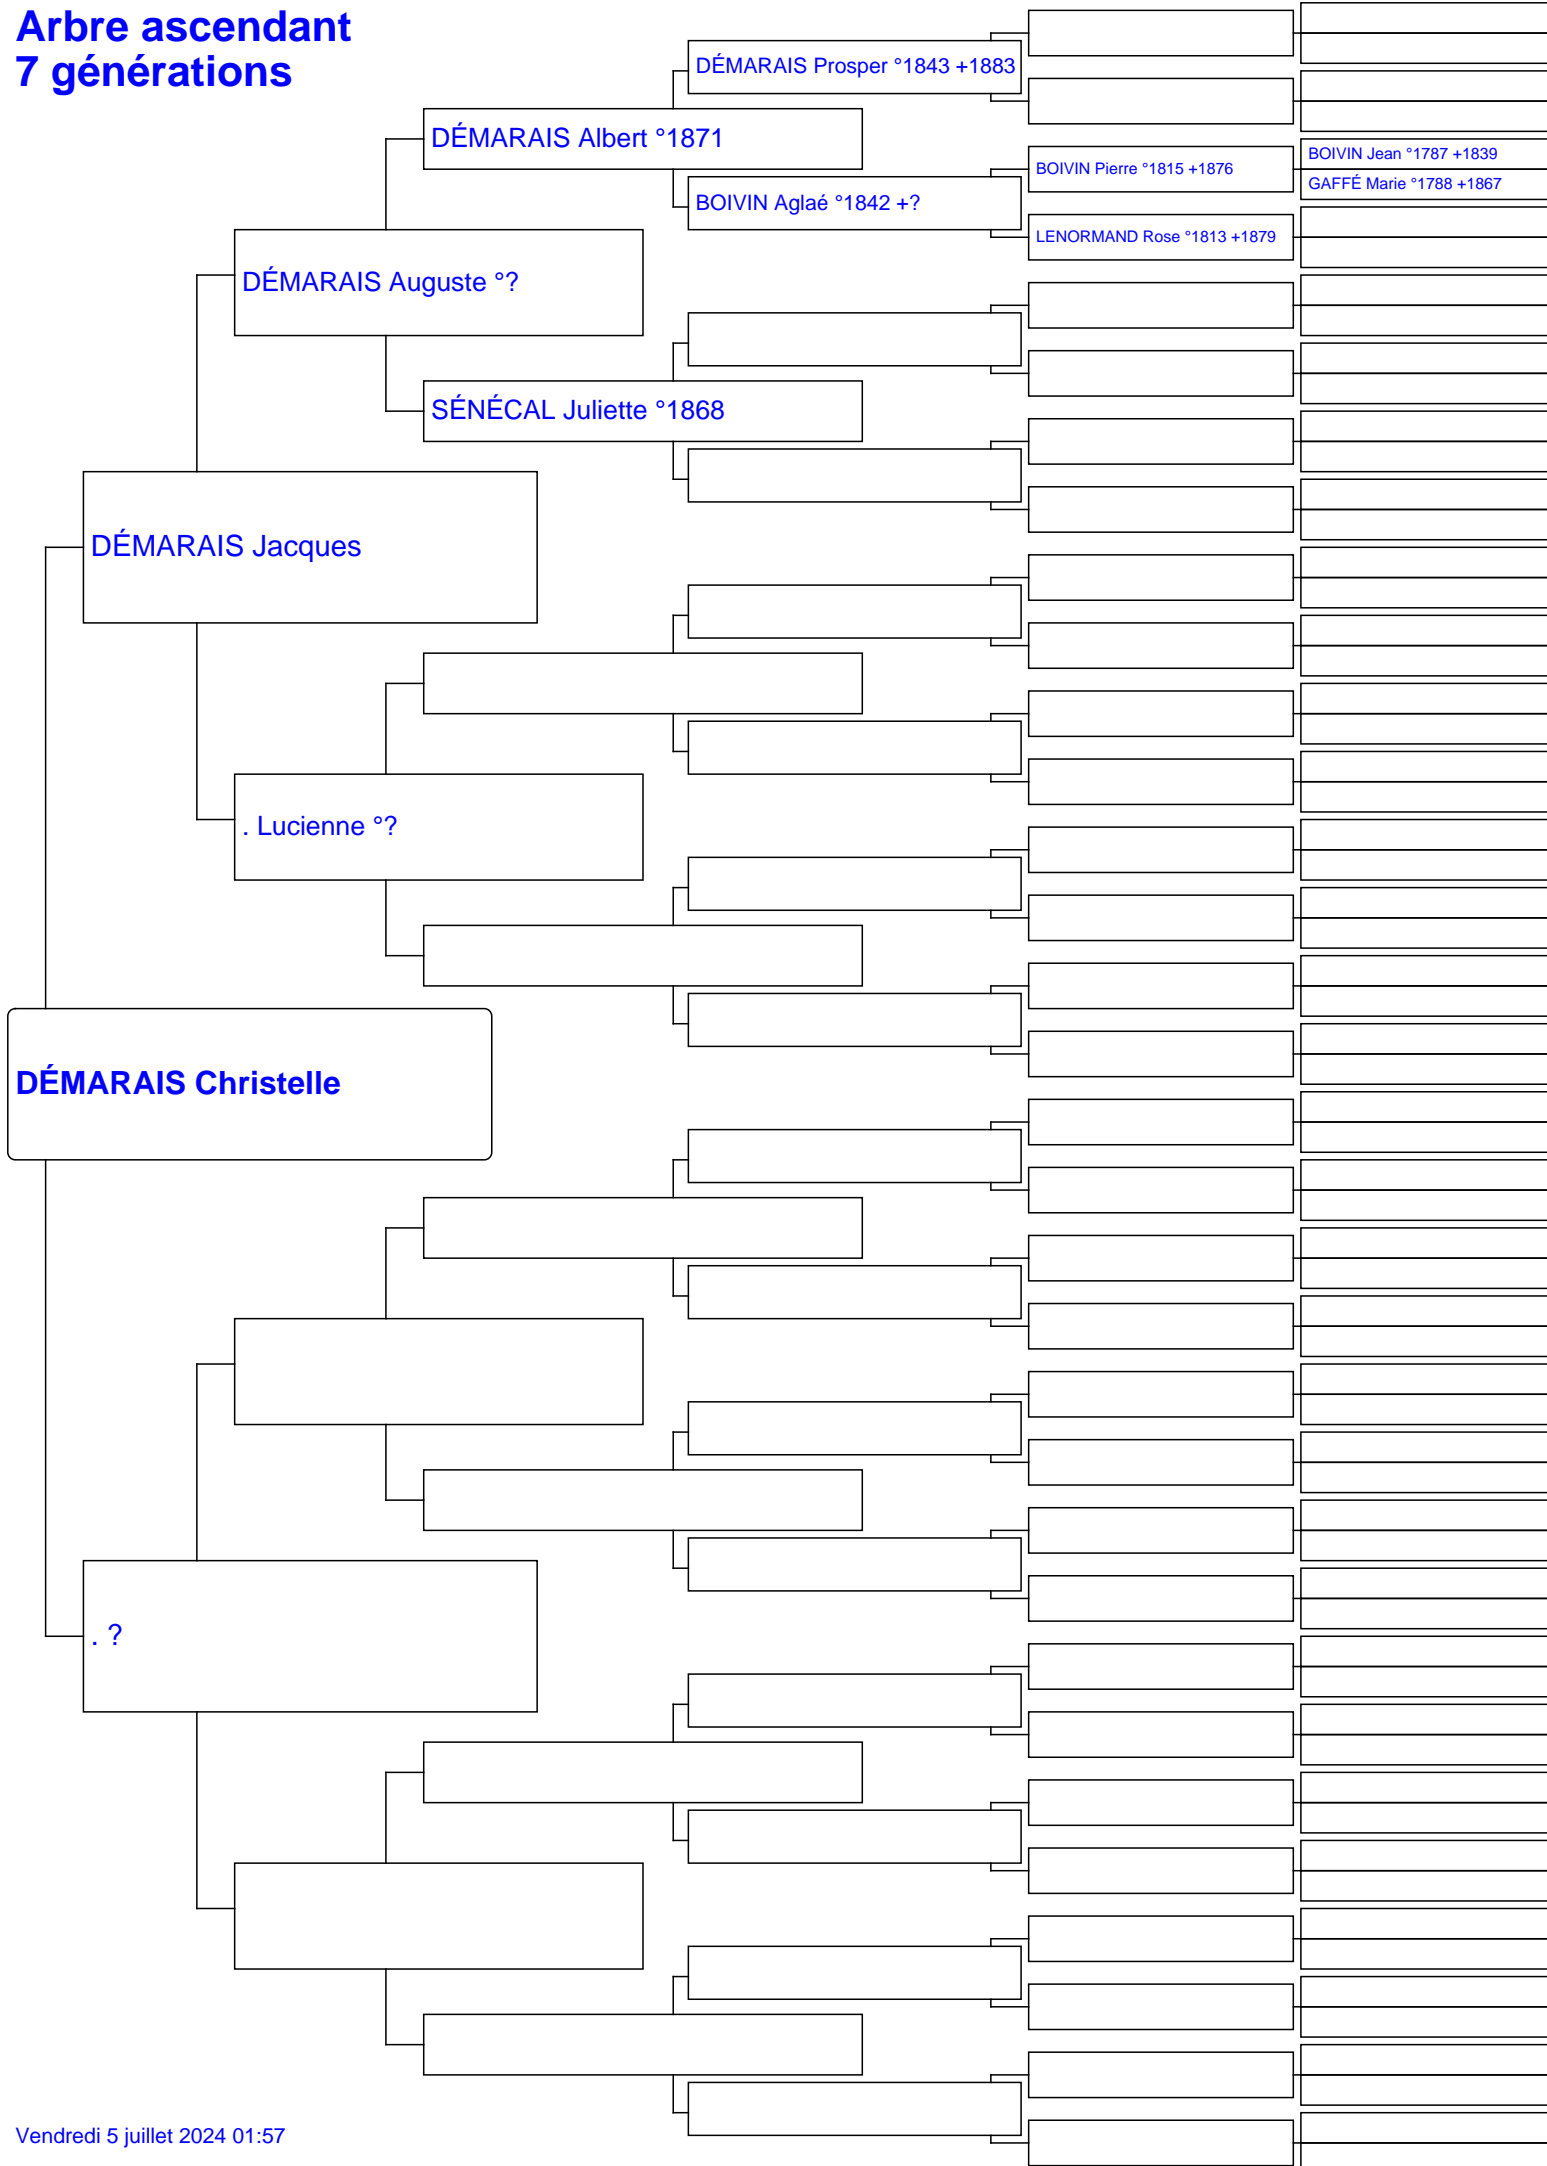 Arbre ascendant
7 générations
DÉMARAIS Prosper °1843 +1883
DÉMARAIS Albert °1871
BOIVIN Jean °1787 +1839
BOIVIN Pierre °1815 +1876
GAFFÉ Marie °1788 +1867
BOIVIN Aglaé °1842 +?
LENORMAND Rose °1813 +1879
DÉMARAIS Auguste °?
SÉNÉCAL Juliette °1868
DÉMARAIS Jacques
. Lucienne °?
DÉMARAIS Christelle
. ?
Vendredi 5 juillet 2024 01:57